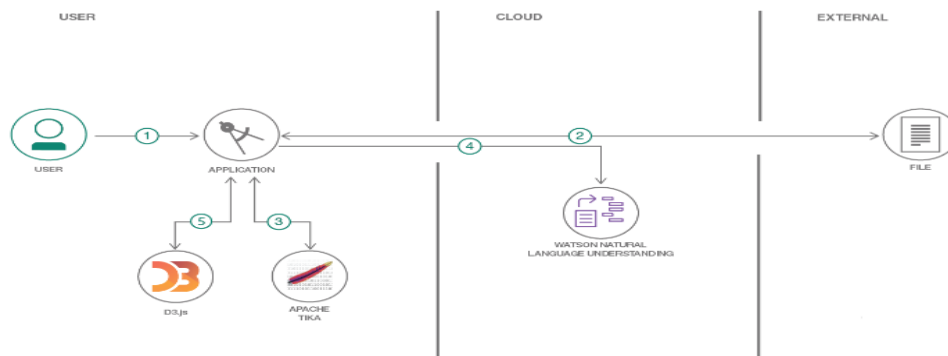 USER
CLOUD
EXTERNAL
1
2
4
USER
APPLICATION
FILE
5
3
WATSON NATURAL
LANGUAGE UNDERSTANDING
D3
D3.js
APACHE
TIKA